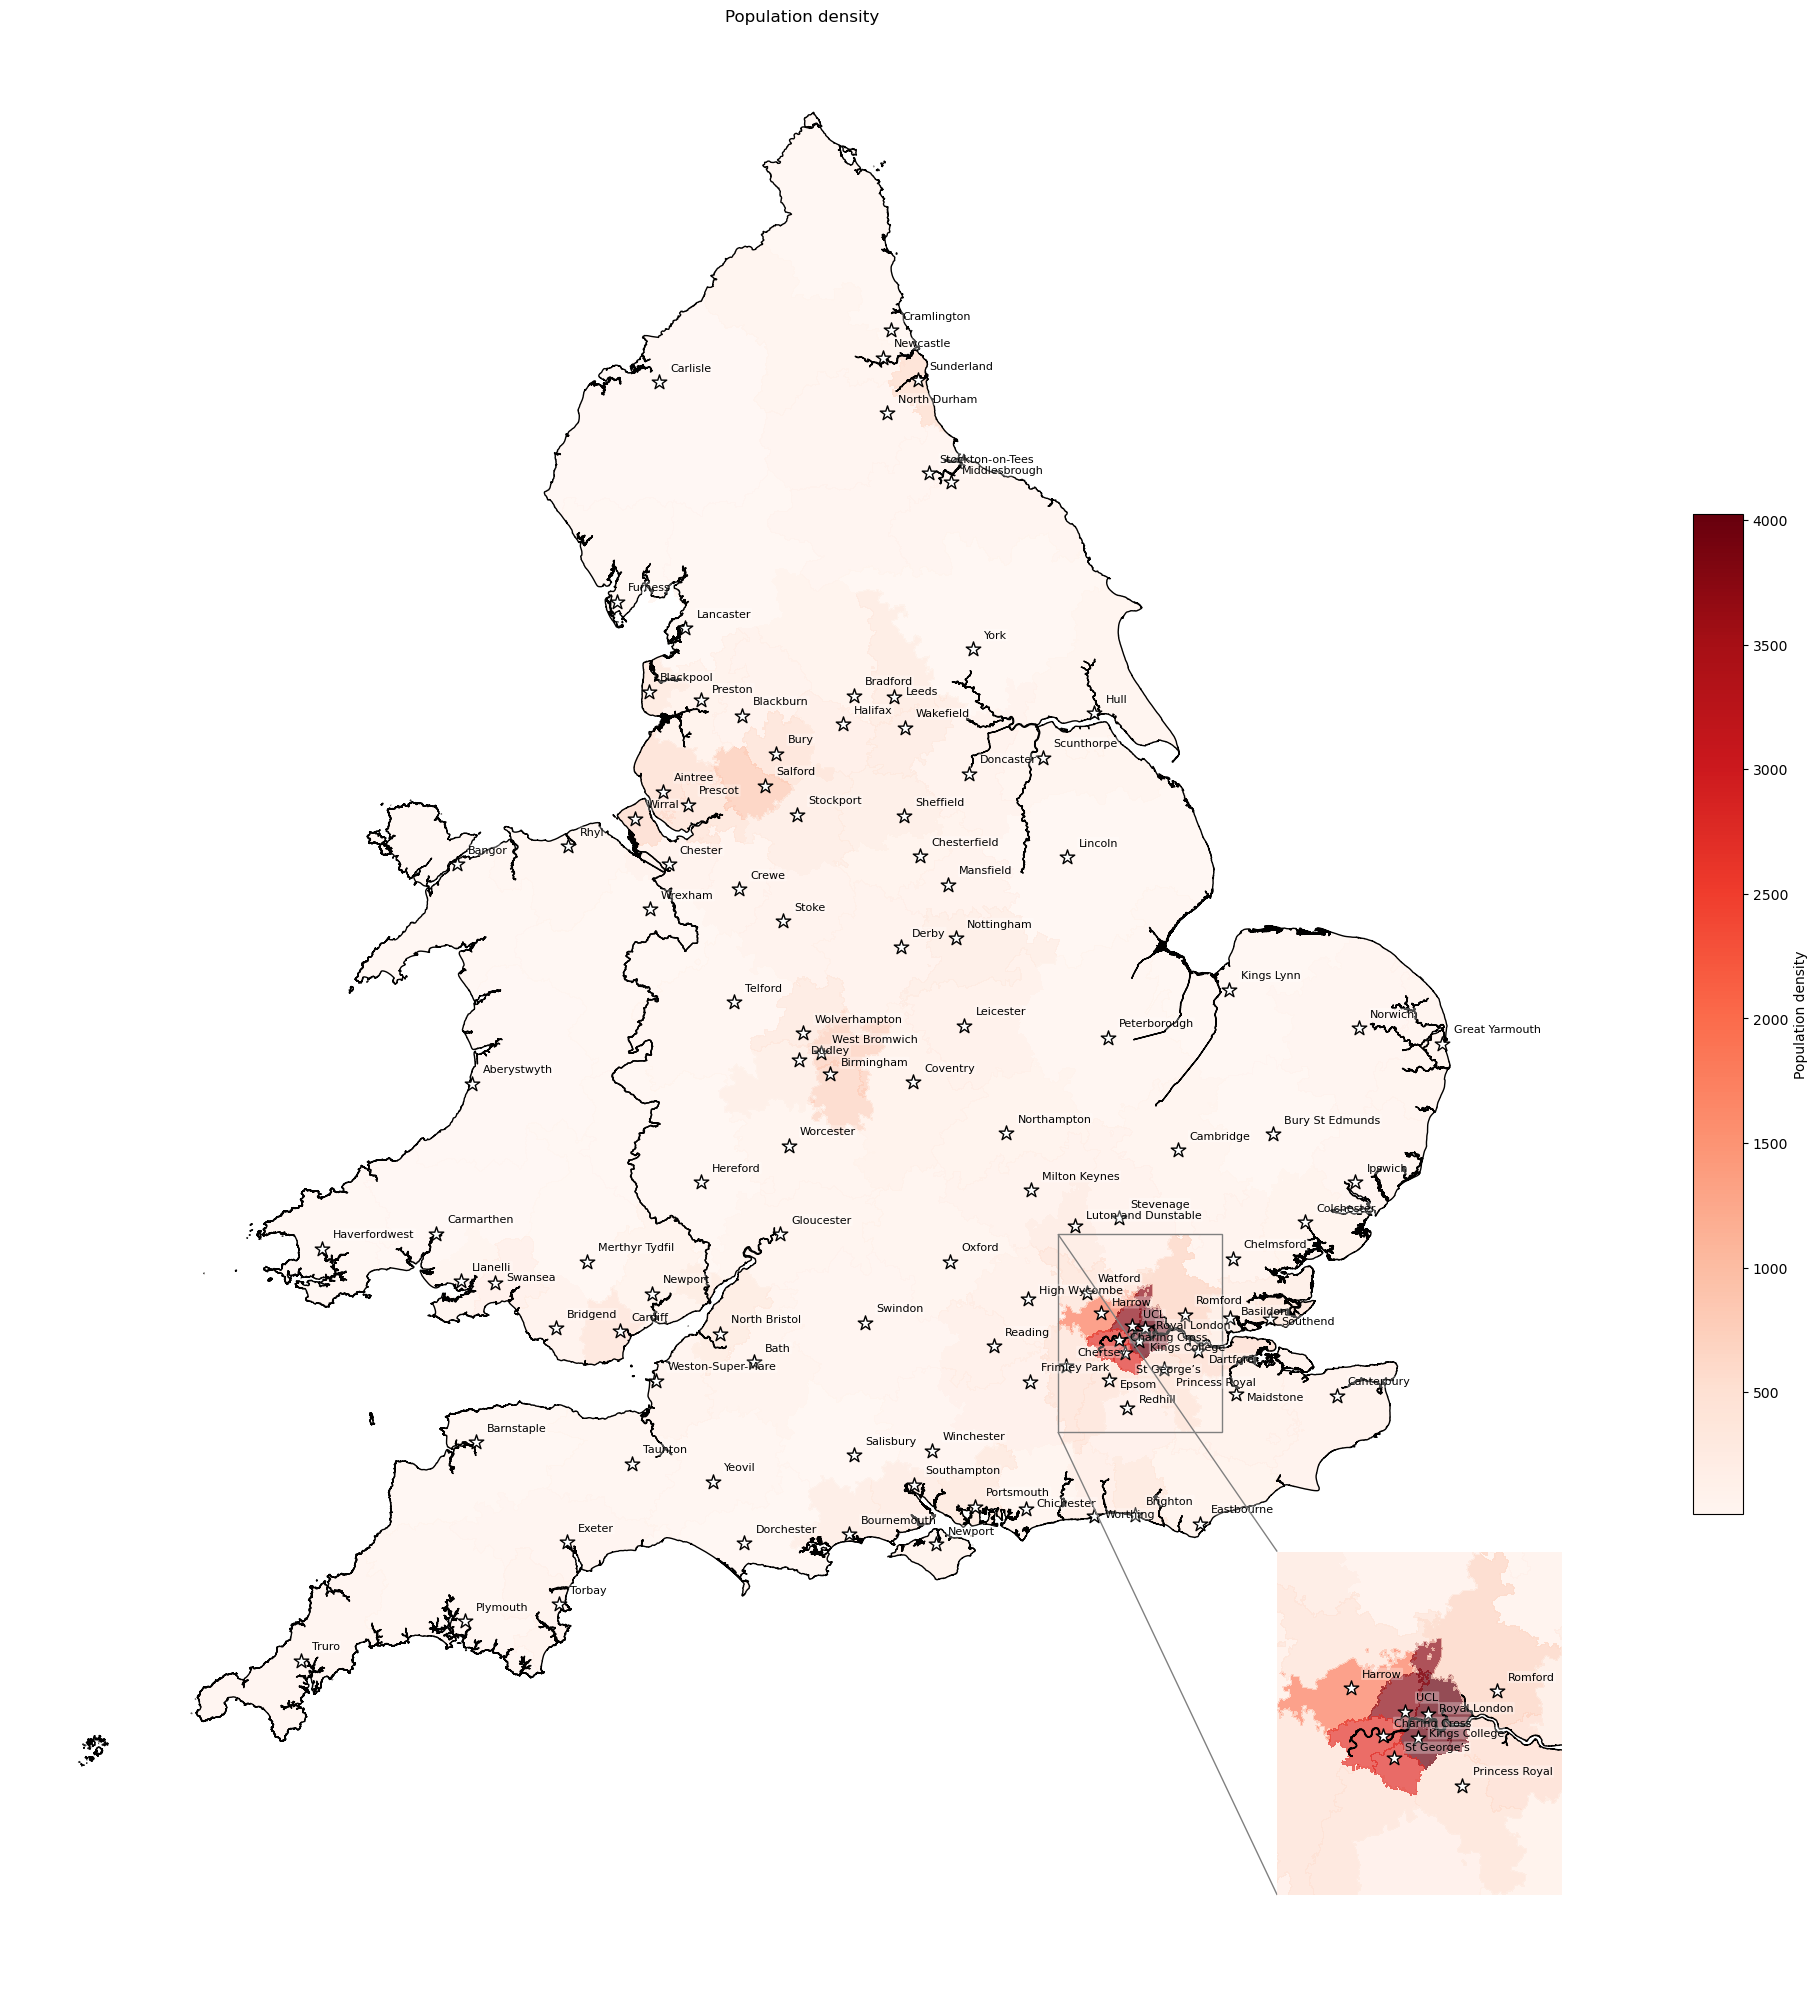 Population density
Cramlington
Newcastle
Sunderland
Carlisle
North Durham
Stockton-on-Tees
Middlesbrough
Furness
Lancaster
York
Blackpool
Preston
Blackburn
Bradford
Leeds
Halifax
Wakefield
Hull
Bury
Scunthorpe
Doncaster
Aintree
Salford
Prescot
Wirral
Stockport
Sheffield
Rhyl
Bangor
Chester
Chesterfield
Lincoln
Crewe
Mansfield
Wrexham
Stoke
Nottingham
Derby
Kings Lynn
Telford
Norwich
Great Yarmouth
Wolverhampton
Leicester
Peterborough
West Bromwich
Dudley
Birmingham
Coventry
Aberystwyth
Northampton
Bury St Edmunds
Worcester
Cambridge
Hereford
Milton Keynes
Ipswich
Stevenage
Luton and Dunstable
Colchester
Carmarthen
Gloucester
Haverfordwest
Merthyr Tydfil
Oxford
Chelmsford
Llanelli
Swansea
Newport
Watford
High Wycombe
Harrow
Romford
Basildon
Southend
Bridgend
Cardiff
North Bristol
Swindon
UCL
Royal London
Charing Cross
Kings College
Reading
Bath
Chertsey
Dartford
Weston-Super-Mare
Frimley Park
St George's
Princess Royal
Epsom
Canterbury
Maidstone
Redhill
Barnstaple
Taunton
Salisbury
Winchester
Yeovil
Southampton
Portsmouth
Chichester
Worthing
Brighton
Eastbourne
Exeter
Dorchester
Bournemouth
Newport
Torbay
Plymouth
Truro
Harrow
Romford
UCL
Royal London
Charing Cross
Kings College
St George's
Princess Royal
4000
3500
3000
2500
2000
1500
1000
500
Population density